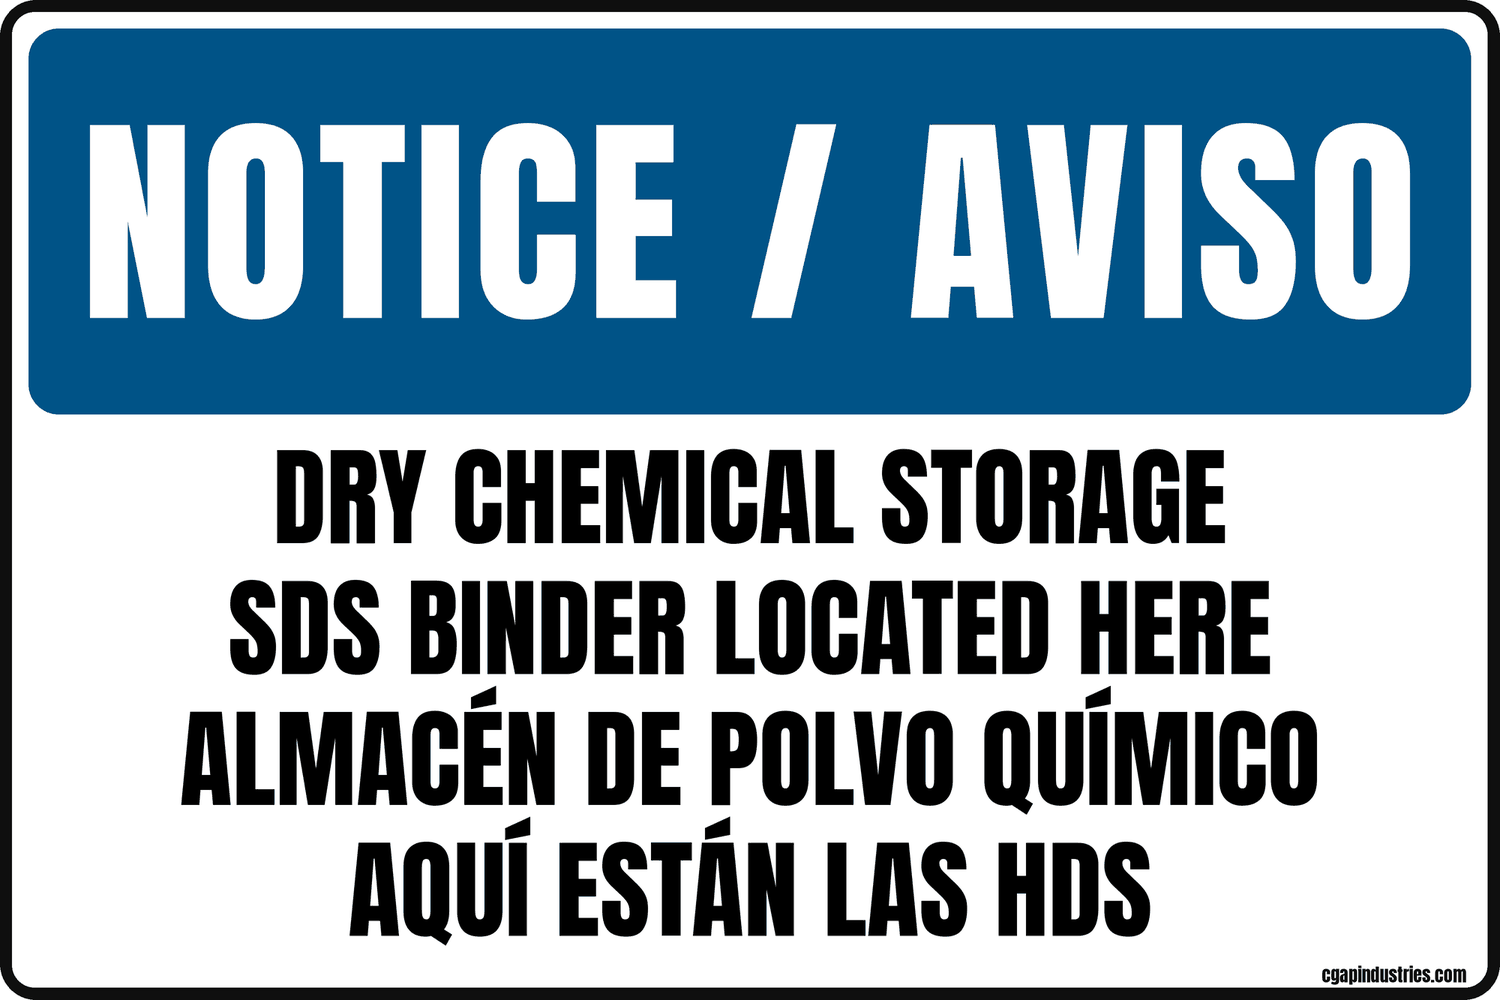 NOTICE / AVISO
DRY CHEMICAL STORAGE
SDS BINDER LOCATED HERE
ALMACÉN DE POLVO QUÍMICO
AQUÍ ESTÁN LAS HDS
cgapindustries.com